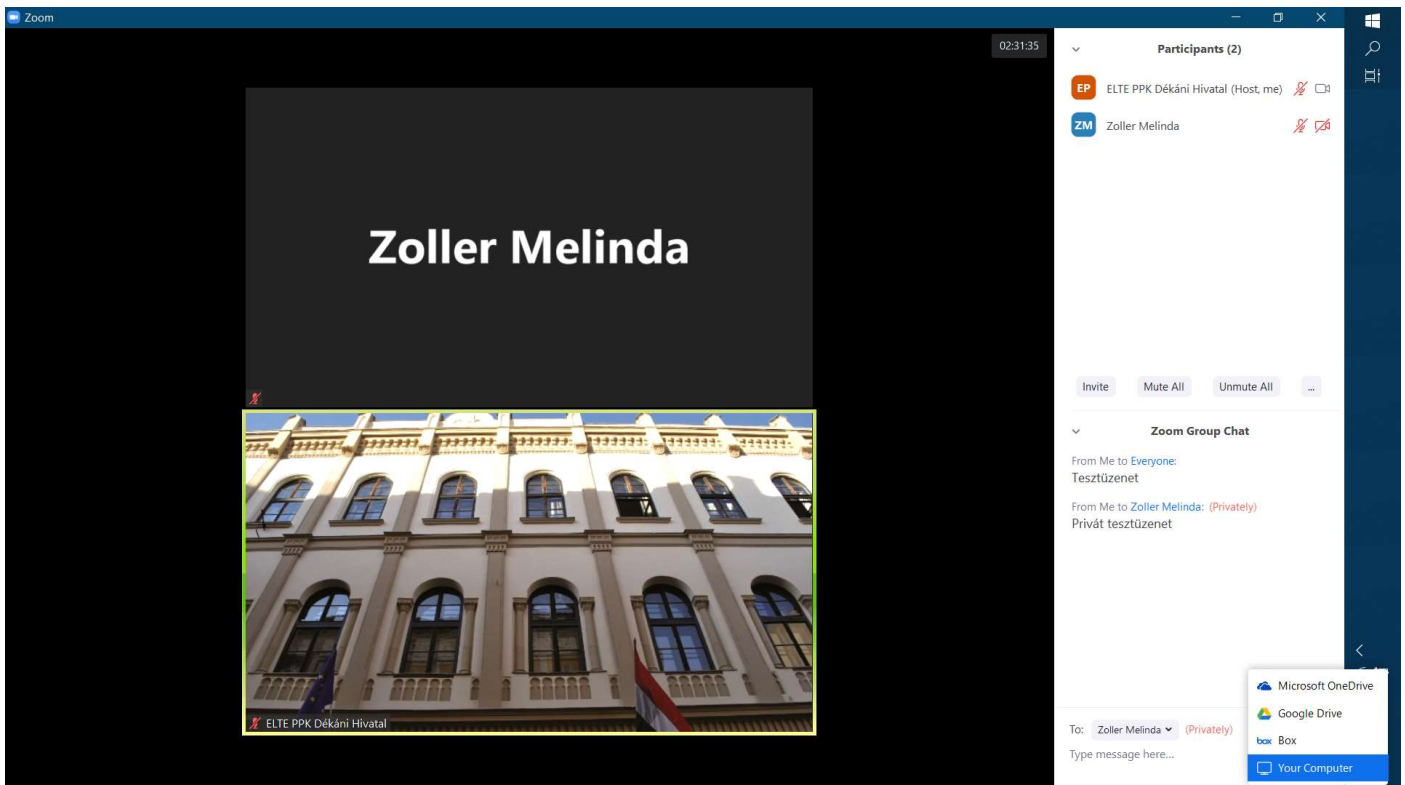 Zoom
02:31:35
Participants (2)
EP ELTE PPK Dékáni Hivatal (Host, me)
ZM Zoller Melinda
Zoller Melinda
Invite Mute All Unmute All ...
Zoom Group Chat
From Me to Everyone:
Tesztüzenet
From Me to Zoller Melinda: (Privately)
Privát tesztüzenet
ELTE PPK Dékáni Hivatal
To: Zoller Melinda (Privately)
Type message here...
Microsoft OneDrive
Google Drive
box Box
Your Computer